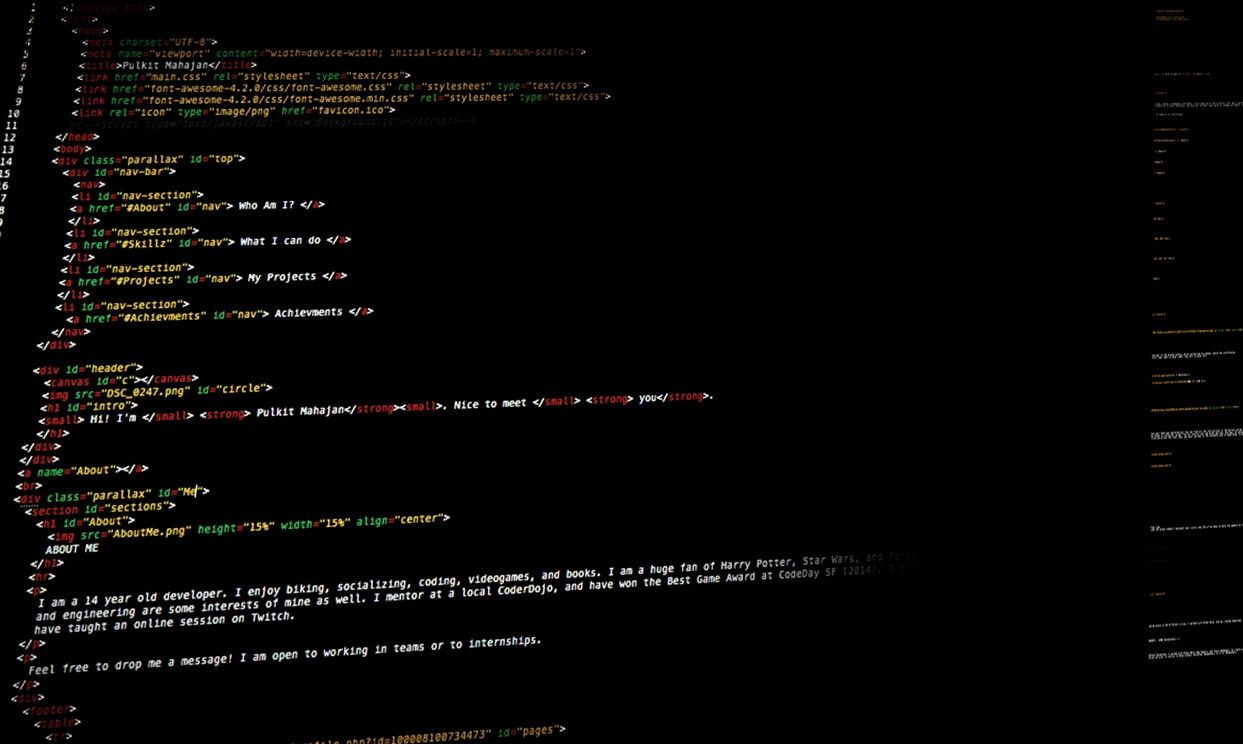 1 <!doctype html>
2 <html>
3 <head>
4 <meta charset="UTF-8">
5 <meta name="viewport" content="width=device-width; initial-scale=1; maximum-scale=1">
6 <title>Pulkit Mahajan</title>
7 <link href="main.css" rel="stylesheet" type="text/css">
8 <link href="font-awesome-4.2.0/css/font-awesome.css" rel="stylesheet" type="text/css">
9 <link href="font-awesome-4.2.0/css/font-awesome.min.css" rel="stylesheet" type="text/css">
10 <link rel="icon" type="image/png" href="favicon.ico">
11 <!--<script type="text/javascript" src="Background.js"></script>-->
12 </head>
13 <body>
14 <div class="parallax" id="top">
15 <div id="nav-bar">
6 <nav>
7 <li id="nav-section">
8 <a href="#About" id="nav"> Who Am I? </a>
</li>
<li id="nav-section">
<a href="#Skillz" id="nav"> What I can do </a>
</li>
<li id="nav-section">
<a href="#Projects" id="nav"> My Projects </a>
</li>
<li id="nav-section">
<a href="#Achievments" id="nav"> Achievments </a>
</nav>
</div>
<div id="header">
<canvas id="c"></canvas>
<img src="DSC_0247.png" id="circle">
<h1 id="intro">
<small> Hi! I'm </small> <strong> Pulkit Mahajan</strong><small>. Nice to meet </small> <strong> you</strong>.
</h1>
</div>
</div>
<a name="About"></a>
<br>
<div class="parallax" id="Me">
<section id="sections">
<h1 id="About">
<img src="AboutMe.png" height="15%" width="15%" align="center">
ABOUT ME
</h1>
<hr>
<p>
I am a 14 year old developer. I enjoy biking, socializing, coding, videogames, and books. I am a huge fan of Harry Potter, Star Wars, and
and engineering are some interests of mine as well. I mentor at a local CoderDojo, and have won the Best Game Award at CodeDay SF (2014). I
have taught an online session on Twitch.
</p>
<p>
Feel free to drop me a message! I am open to working in teams or to internships.
</p>
<div>
<footer>
<table>
<tr>
.php?id=100008100734473" id="pages">